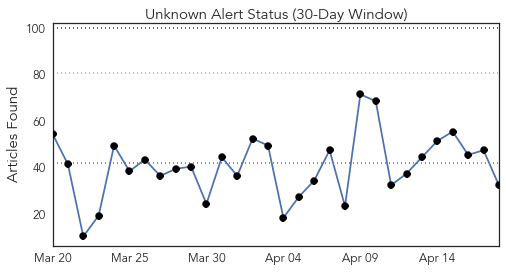 Unknown Alert Status (30-Day Window)
Articles Found
100
80
60
40
20
Mar 20 Mar 25 Mar 30 Apr 04 Apr 09 Apr 14